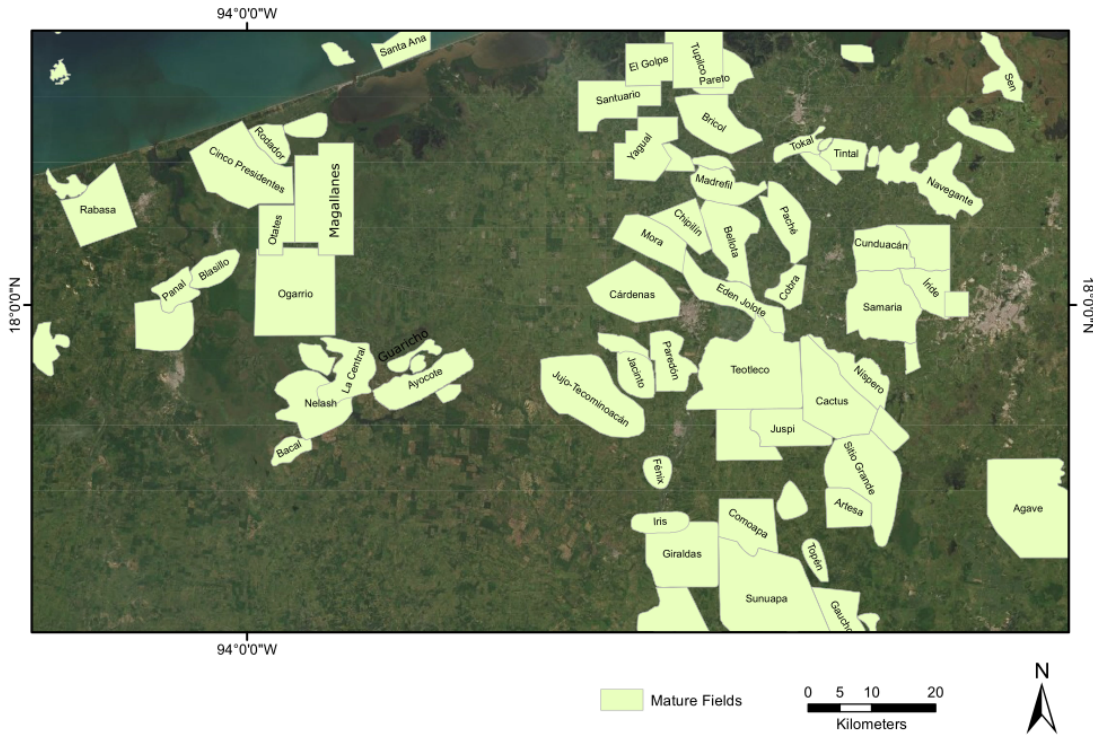 94°0'0"W
Santa Ana
El Golpe
Tupilco
Pareto
Sen
Santuario
Bricol
Rodador
Yagual
Tokal
Tintal
Cinco Presidentes
Magallanes
Madrefil
Navegante
Rabasa
Otates
Chipilín
Paché
Mora
Bellota
Cunduacán
Blasillo
Panal
Ogarrio
Cárdenas
Eden Jolote
Cobra
Íride
Samaria
18°0'0"N
18°0'0"N
Guaricho
La Central
Ayocote
Jacinto
Paredón
Teotleco
Níspero
Nelash
Jujo-Tecominoacán
Cactus
Juspi
Bacal
Fénix
Sitio Grande
Artesa
Agave
Iris
Comoapa
Giraldas
Topén
Sunuapa
Gaucho
94°0'0"W
N
Mature Fields
0 5 10 20
Kilometers